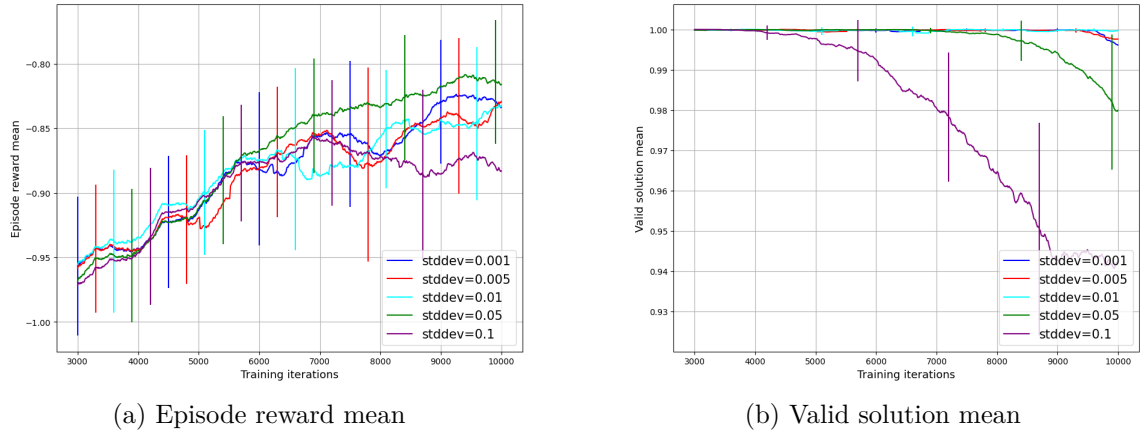 −0.80
−0.85
−0.90
−0.95
−1.00
Episode reward mean
3000 4000 5000 6000 7000 8000 9000 10000
Training iterations
stddev=0.001
stddev=0.005
stddev=0.01
stddev=0.05
stddev=0.1
(a) Episode reward mean
1.00
0.99
0.98
0.97
0.96
0.95
0.94
0.93
Valid solution mean
3000 4000 5000 6000 7000 8000 9000 10000
Training iterations
stddev=0.001
stddev=0.005
stddev=0.01
stddev=0.05
stddev=0.1
(b) Valid solution mean